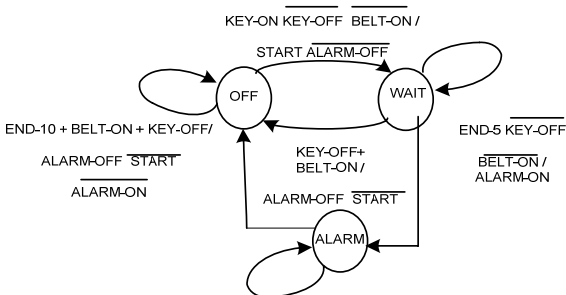 KEY-ON KEY-OFF BELT-ON /
START ALARM-OFF
OFF
WAIT
END-10 + BELT-ON + KEY-OFF/
ALARM-OFF START
ALARM-ON
END-5 KEY-OFF
BELT-ON /
ALARM-ON
KEY-OFF+
BELT-ON /
ALARM-OFF START
ALARM